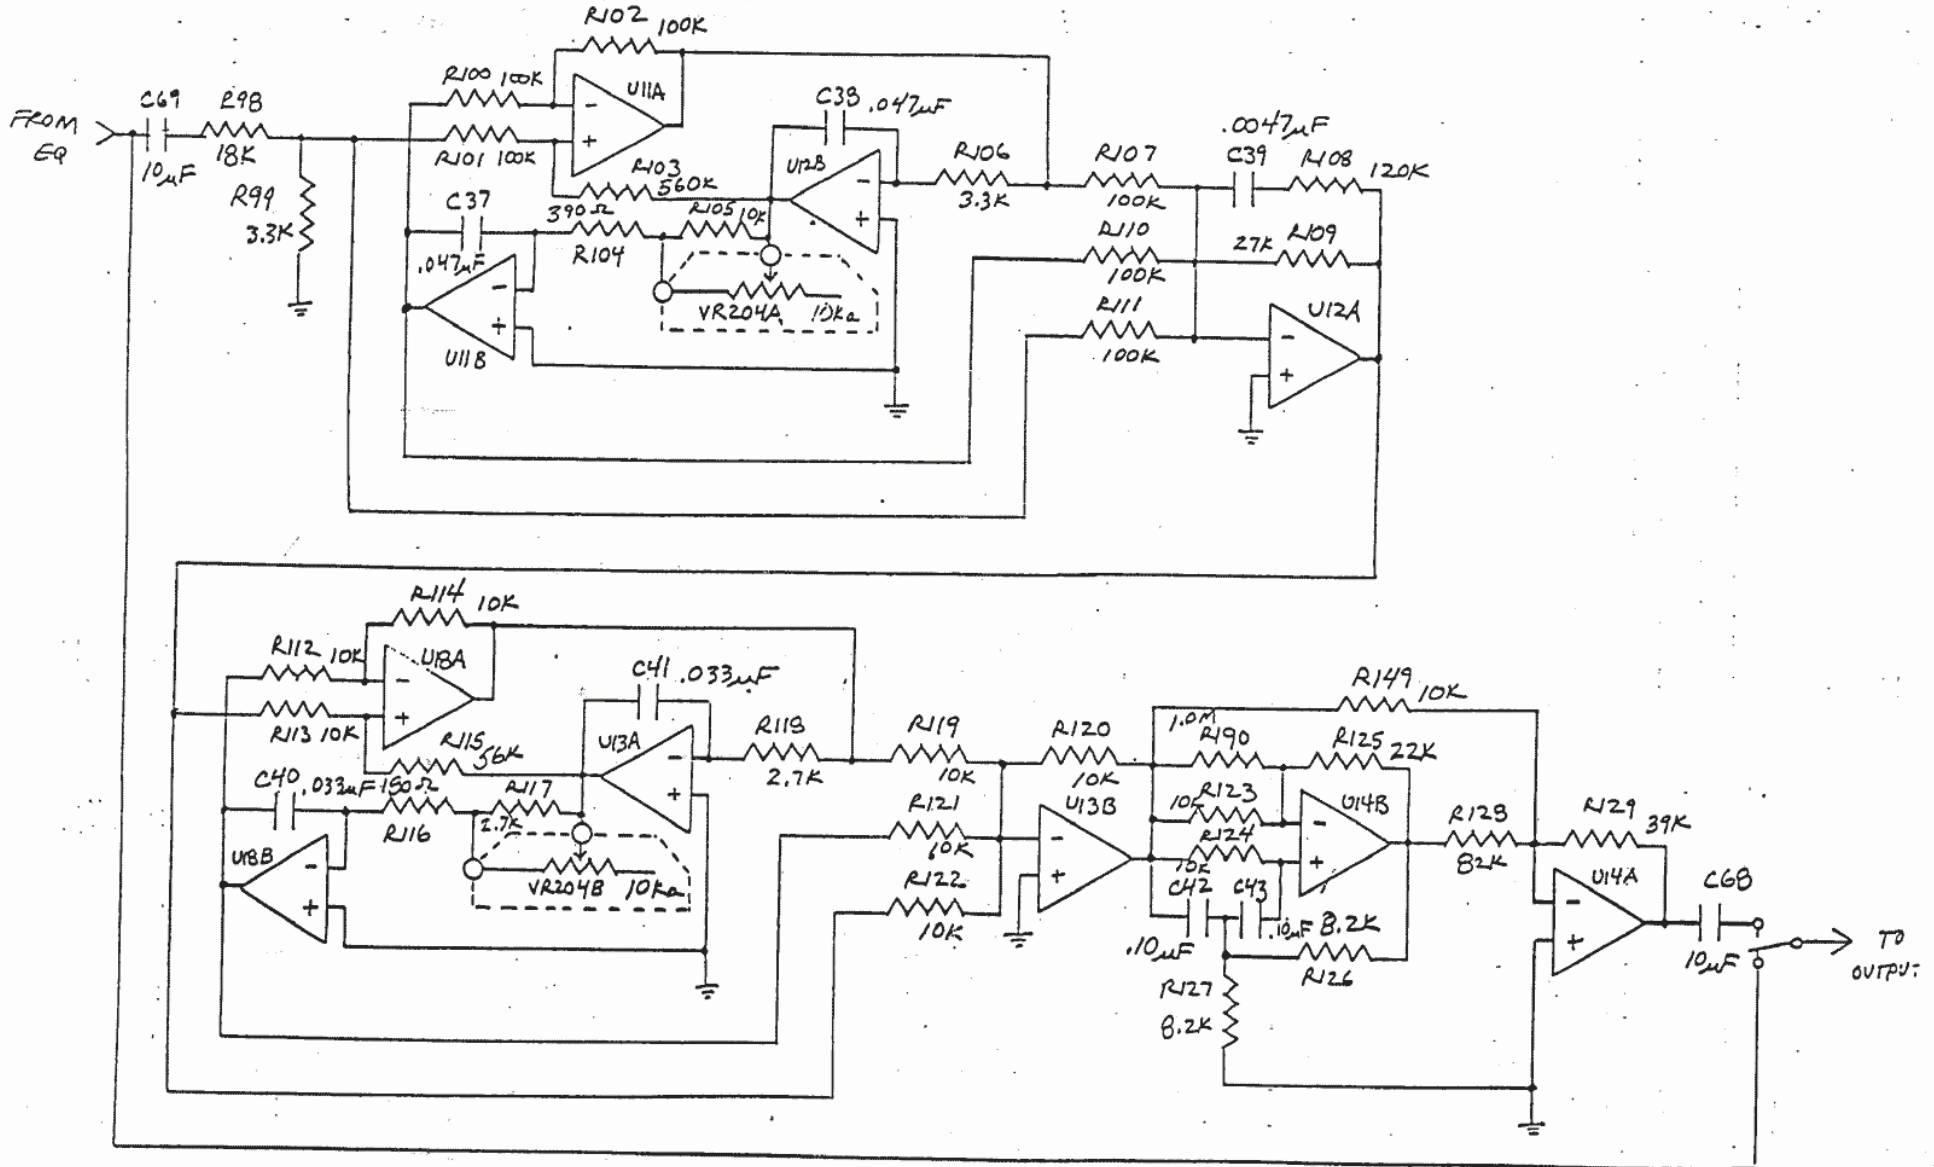 R102 100K
R100 100K
U11A
C69
R98
FROM
EQ
10µF
18K
R99
3.3K
R101 100K
R103
560K
C38 .047µF
U12B
R106
3.3K
R107
100K
.0047µF
C39
R108
120K
C37
.047µF
390Ω
R104
R105 10K
VR204A
10Ka
U11B
R110
100K
27K R109
R111
100K
U12A
R114 10K
R112 10K
U18A
R113 10K
R115
56K
C41 .033µF
U13A
R118
2.7K
R119
10K
R120
10K
R149 10K
1.0M
R190
R125 22K
C40 .033µF
150Ω
R116
R117
2.7K
U18B
VR204B
10Ka
R121
10K
R122
10K
U13B
10K
R123
R124
10K
U14B
R128
82K
R129
39K
U14A
C42
C43
.10µF
.10µF
8.2K
R126
R127
8.2K
C68
10µF
TO
OUTPUT